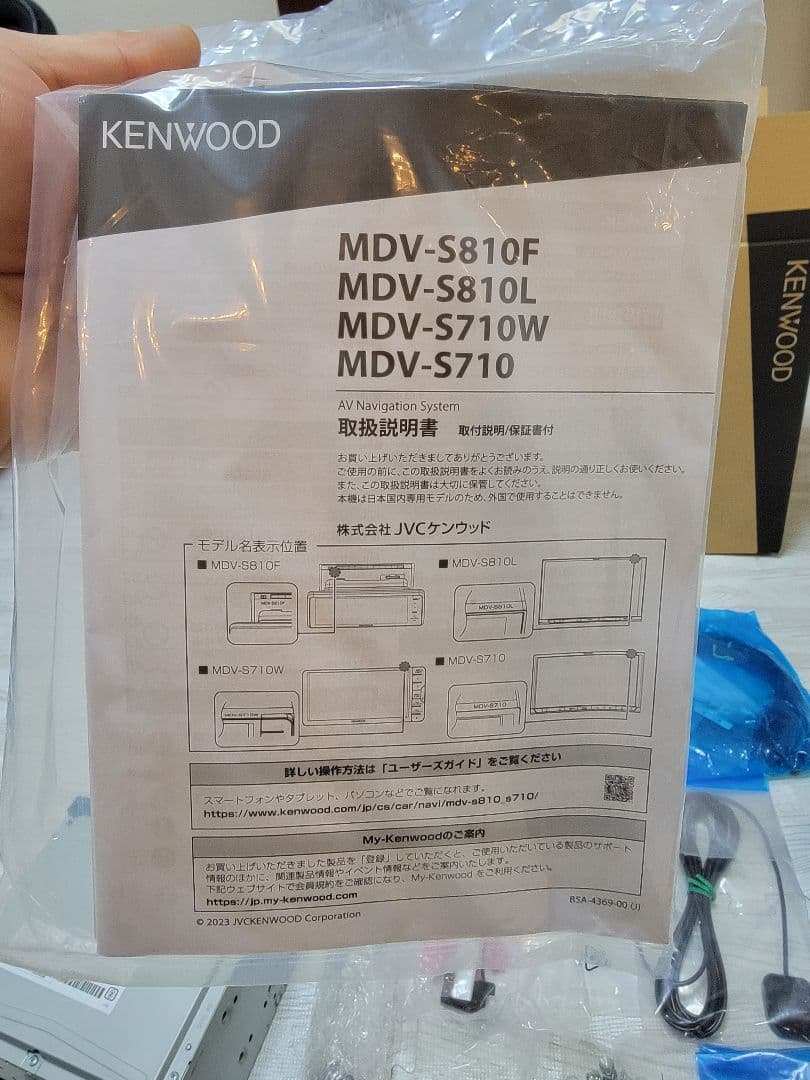 KENWOOD
MDV-S810F
MDV-S810L
MDV-S710W
MDV-S710
AV Navigation System
取扱説明書 取付説明/保証書付
お買い上げいただきましてありがとうございます。
ご使用の前に、この取扱説明書をよくお読みのうえ、説明の通り正しくお使いください。
また、この取扱説明書は大切に保管してください。
本機は日本国内専用モデルのため、外国で使用することはできません。
株式会社JVCケンウッド
モデル名表示位置
■ MDV-S810F
■ MDV-S810L
MDV-S810F
MDV-S810L
■ MDV-S710W
■ MDV-S710
MDV-S710W
MDV-S710
詳しい操作方法は「ユーザーズガイド」をご覧ください
スマートフォンやタブレット、パソコンなどでご覧になれます。
https://www.kenwood.com/jp/cs/car/navi/mdv-s810_s710/
My-Kenwoodのご案内
お買い上げいただきました製品を「登録」していただくと、ご使用いただいている製品のサポート
情報のほかに、関連製品情報やイベント情報などをご案内いたします。
下記ウェブサイトで会員規約をご確認になり、My-Kenwood をご利用ください。
https://jp.my-kenwood.com
B5A-4369-00 (J)
© 2023 JVCKENWOOD Corporation
KENWOOD